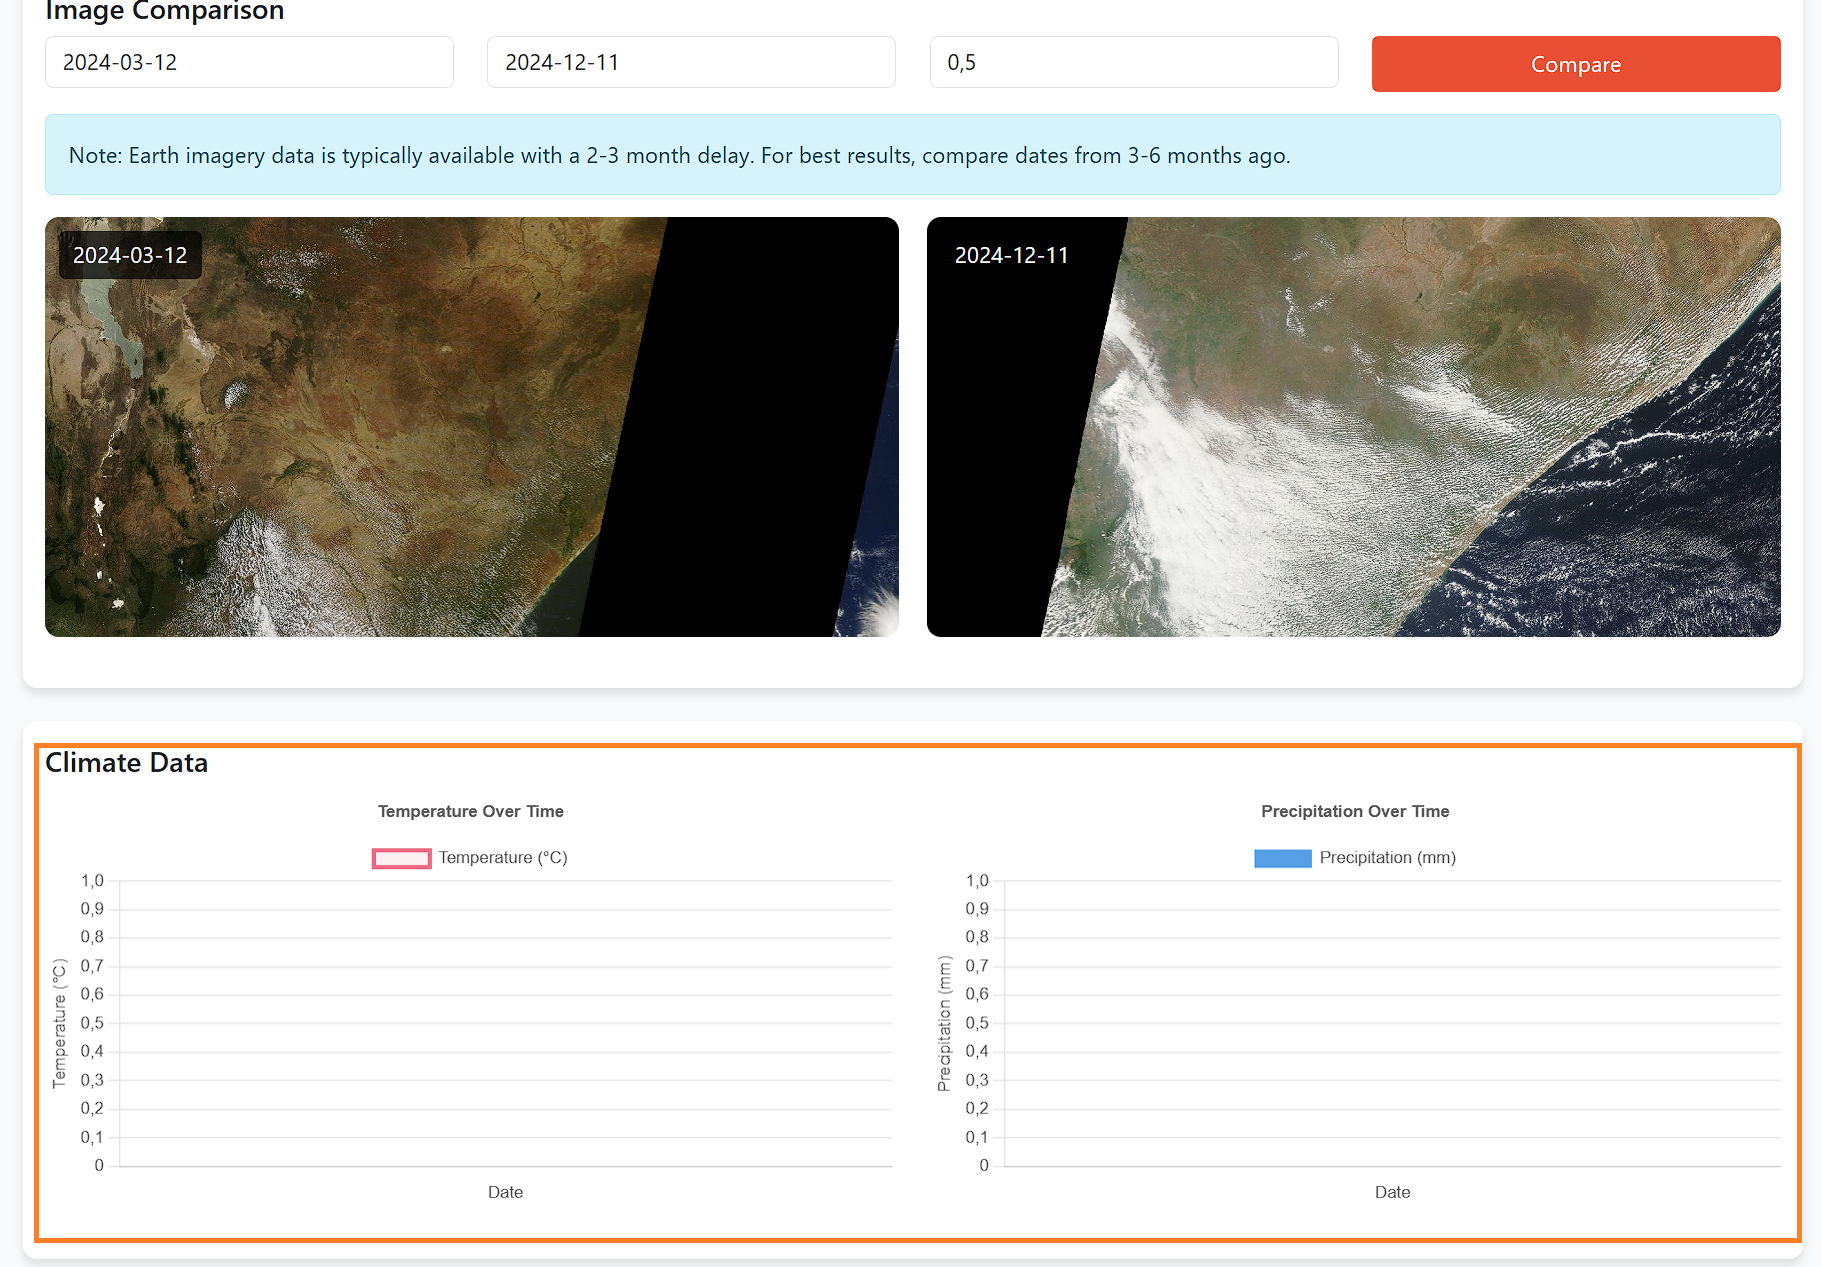 Image Comparison
2024-03-12
2024-12-11
0,5
Compare
Note: Earth imagery data is typically available with a 2-3 month delay. For best results, compare dates from 3-6 months ago.
2024-03-12
2024-12-11
Climate Data
Temperature Over Time
Temperature (°C)
1,0
0,9
0,8
0,7
0,6
0,5
0,4
0,3
0,2
0,1
0
Temperature (°C)
Date
Precipitation Over Time
Precipitation (mm)
1,0
0,9
0,8
0,7
0,6
0,5
0,4
0,3
0,2
0,1
0
Precipitation (mm)
Date